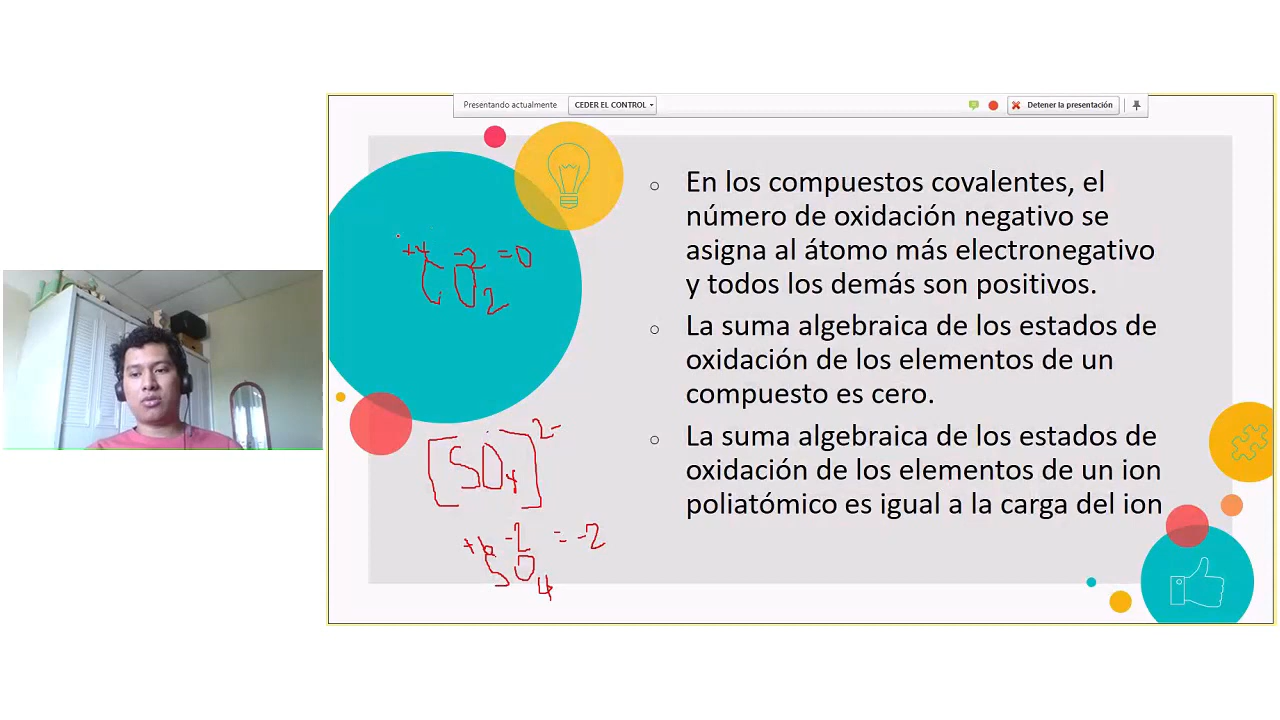 Presentando actualmente
CEDER EL CONTROL
Detener la presentación
En los compuestos covalentes, el
número de oxidación negativo se
asigna al átomo más electronegativo
y todos los demás son positivos.
La suma algebraica de los estados de
oxidación de los elementos de un
compuesto es cero.
La suma algebraica de los estados de
oxidación de los elementos de un ion
poliatómico es igual a la carga del ion
+4 -2 = 0
C O2
[SO4]2-
+6 -2 = -2
S O4